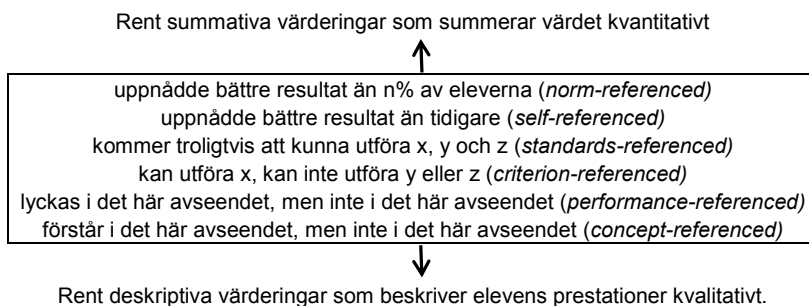 Rent summativa värderingar som summerar värdet kvantitativt
uppnådde bättre resultat än n% av eleverna (norm-referenced)
uppnådde bättre resultat än tidigare (self-referenced)
kommer troligtvis att kunna utföra x, y och z (standards-referenced)
kan utföra x, kan inte utföra y eller z (criterion-referenced)
lyckas i det här avseendet, men inte i det här avseendet (performance-referenced)
förstår i det här avseendet, men inte i det här avseendet (concept-referenced)
Rent deskriptiva värderingar som beskriver elevens prestationer kvalitativt.